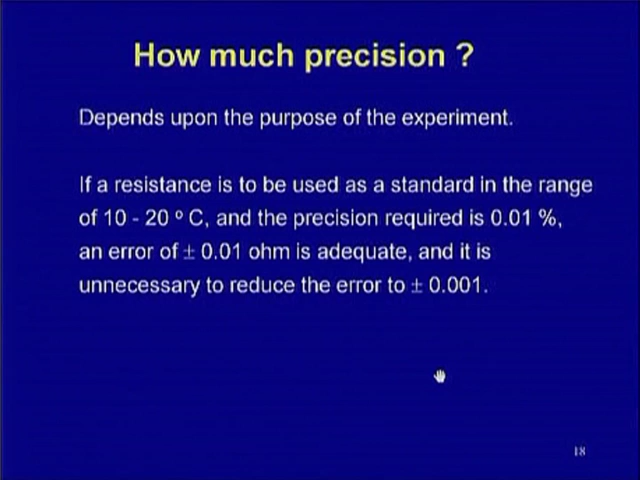 How much precision ?
Depends upon the purpose of the experiment.
If a resistance is to be used as a standard in the range
of 10 - 20 º C, and the precision required is 0.01 %,
an error of ± 0.01 ohm is adequate, and it is
unnecessary to reduce the error to ± 0.001.
18